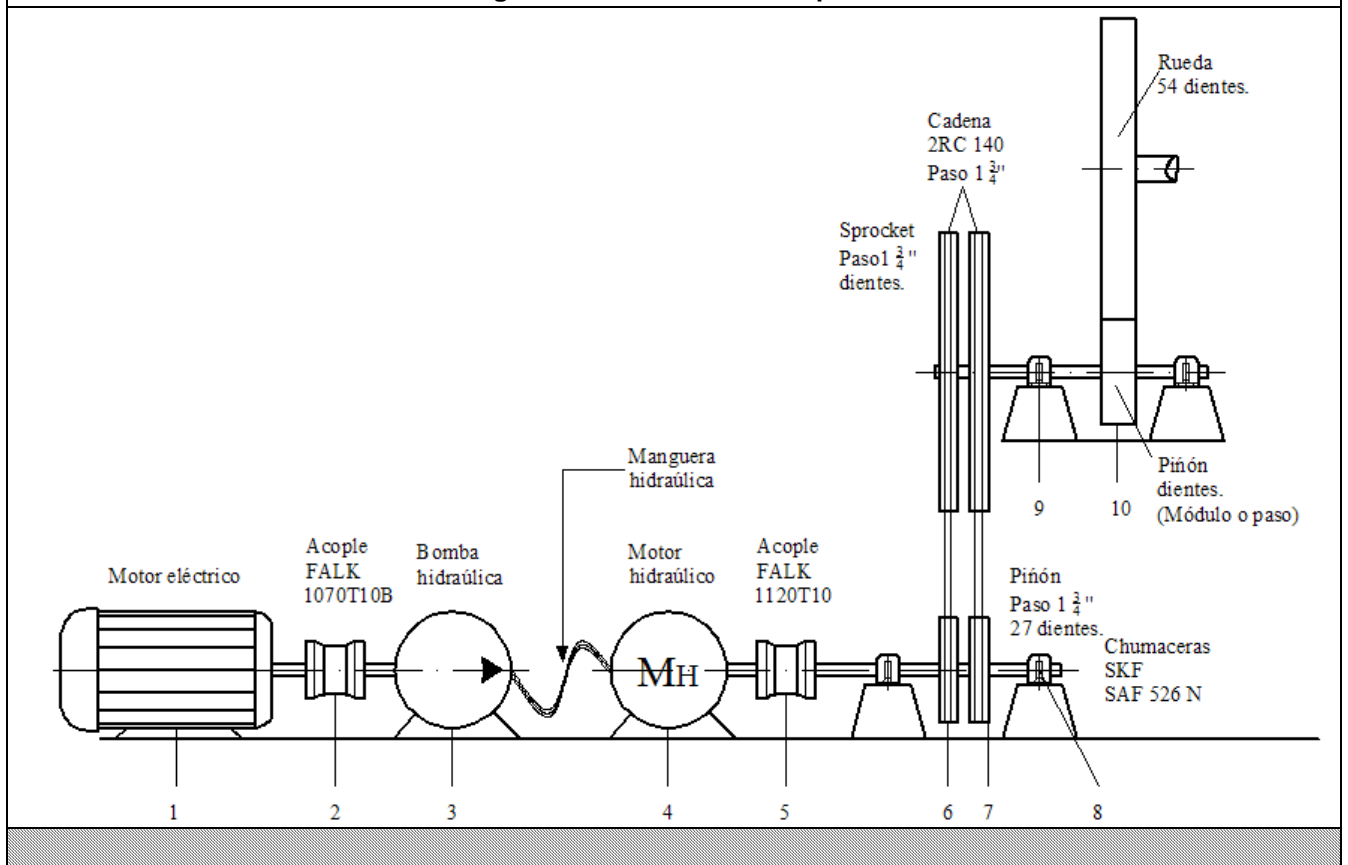 Rueda
54 dientes.
Cadena
2RC 140
Paso 1 3/4"
Sprocket
Paso1 3/4"
dientes.
Manguera
hidraúlica
9
10
Piñón
dientes.
(Módulo o paso)
Motor eléctrico
Acople
FALK
1070T10B
Bomba
hidraúlica
Motor
hidraúlico
Acople
FALK
1120T10
Piñón
Paso 1 3/4"
27 dientes.
Chumaceras
SKF
SAF 526 N
MH
1
2
3
4
5
6
7
8